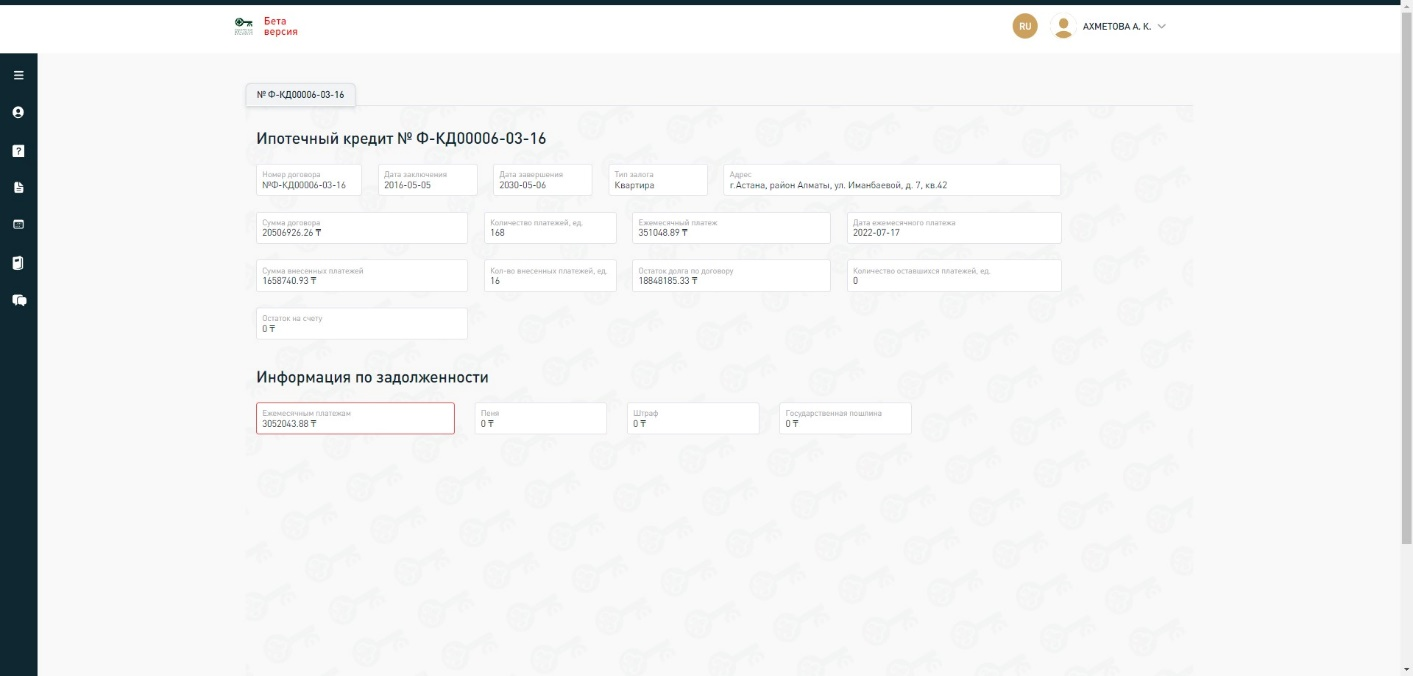 Бета
версия
RU
АХМЕТОВА А. К.
№ Ф-КД00006-03-16
Ипотечный кредит № Ф-КД00006-03-16
Номер договора
№Ф-КД00006-03-16
Дата заключения
2016-05-05
Дата завершения
2030-05-06
Тип залога
Квартира
Адрес
г.Астана, район Алматы, ул. Иманбаевой, д. 7, кв.42
Сумма договора
20506926.26 ₸
Количество платежей, ед.
168
Ежемесячный платеж
351048.89 ₸
Дата ежемесячного платежа
2022-07-17
Сумма внесенных платежей
1658740.93 ₸
Кол-во внесенных платежей, ед.
16
Остаток долга по договору
18848185.33 ₸
Количество оставшихся платежей, ед.
0
Остаток на счету
0 ₸
Информация по задолженности
Ежемесячным платежам
3052043.88 ₸
Пеня
0 ₸
Штраф
0 ₸
Государственная пошлина
0 ₸